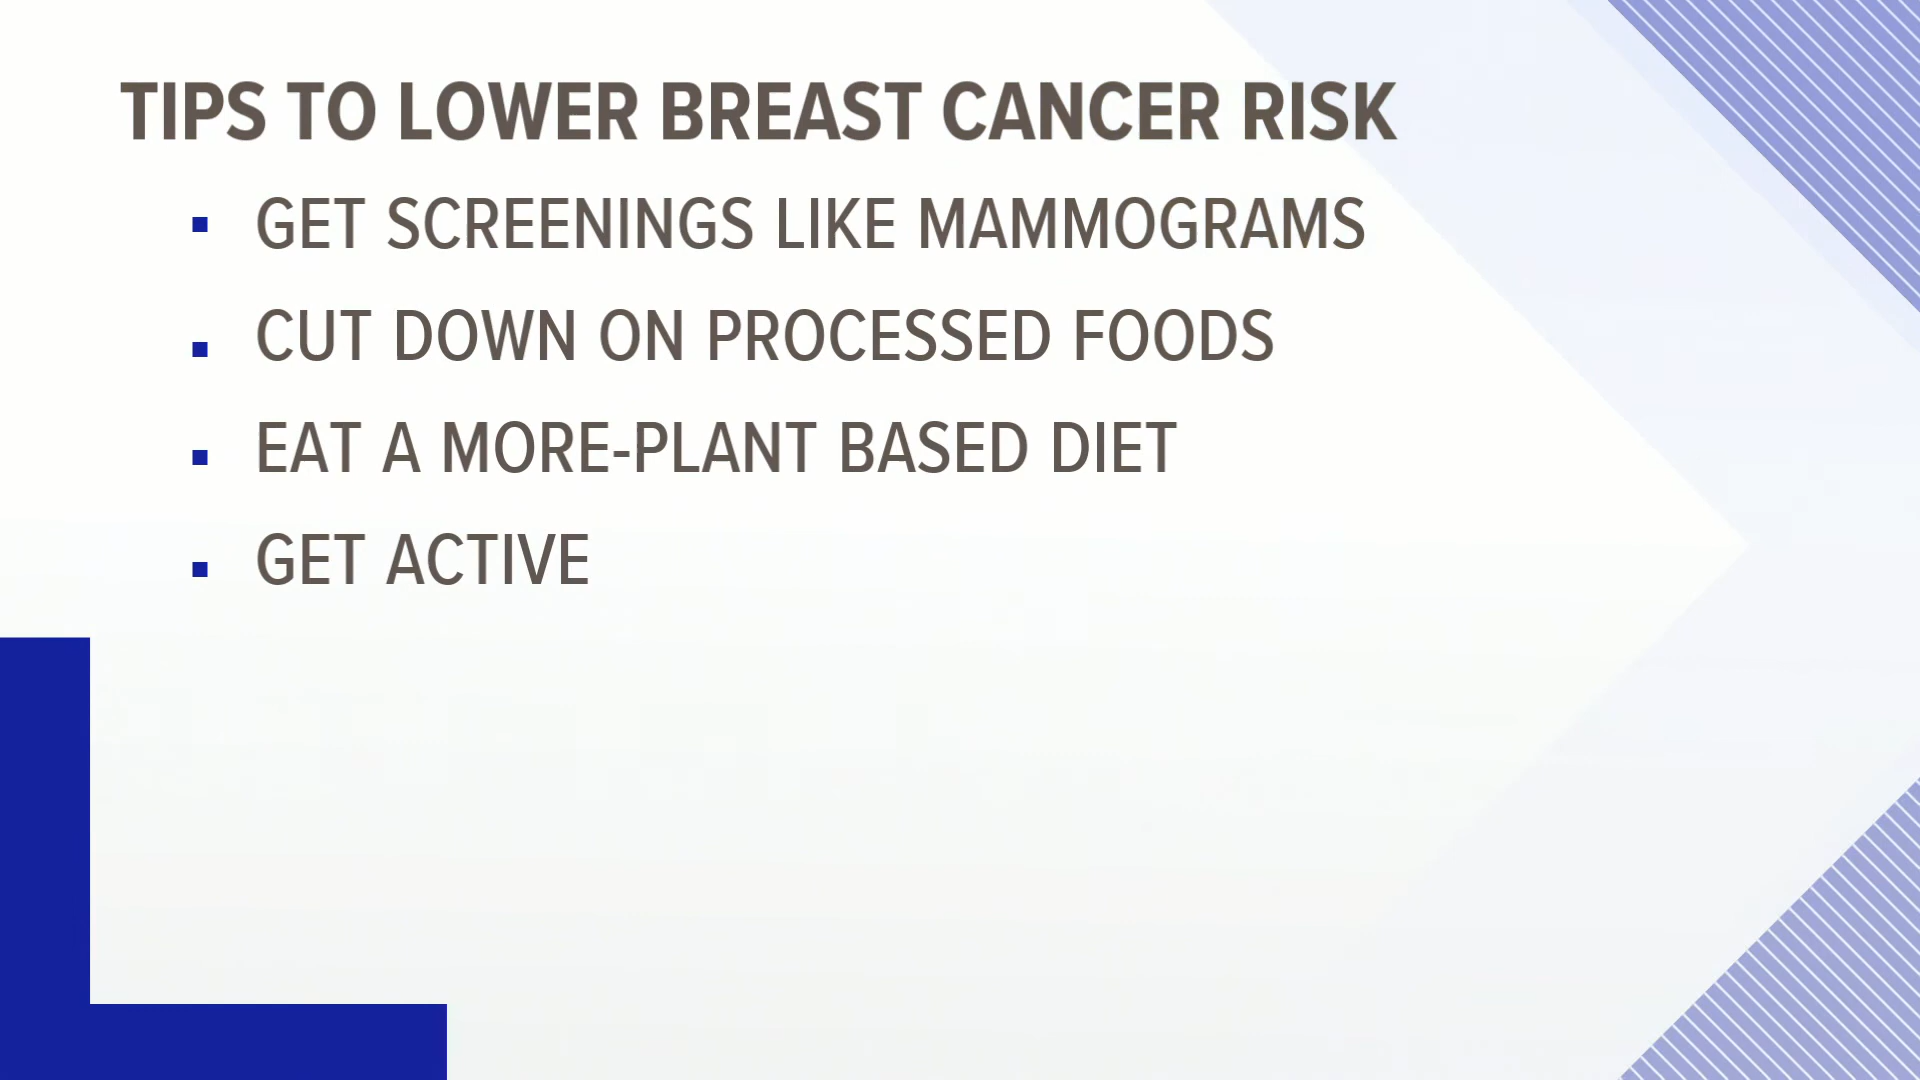 TIPS TO LOWER BREAST CANCER RISK
▪ GET SCREENINGS LIKE MAMMOGRAMS
▪ CUT DOWN ON PROCESSED FOODS
▪ EAT A MORE-PLANT BASED DIET
▪ GET ACTIVE